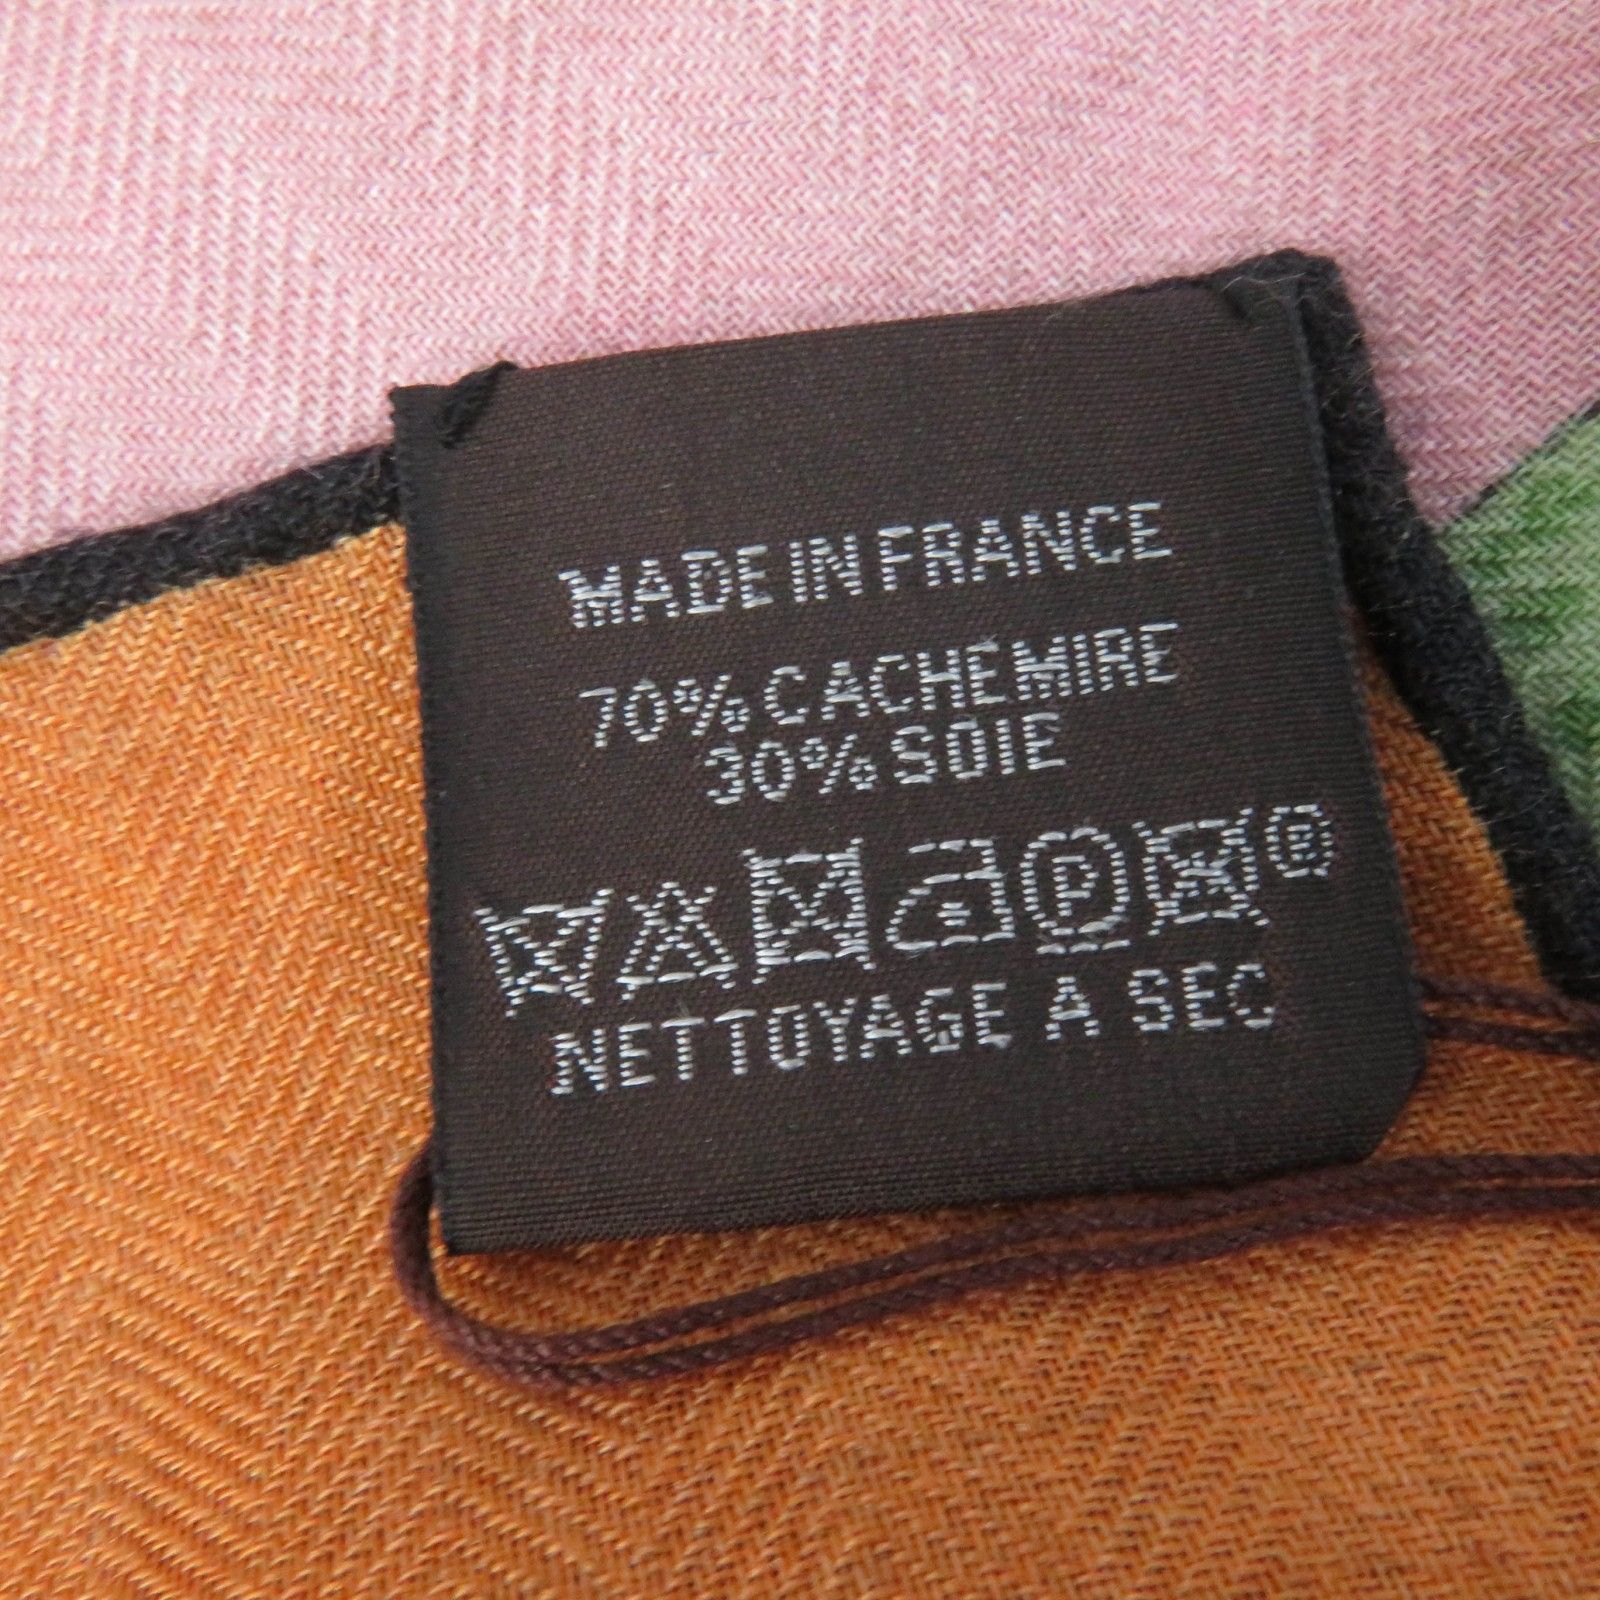 MADE IN FRANCE
70% CACHEMIRE
30% SOIE
P ®
NETTOYAGE A SEC